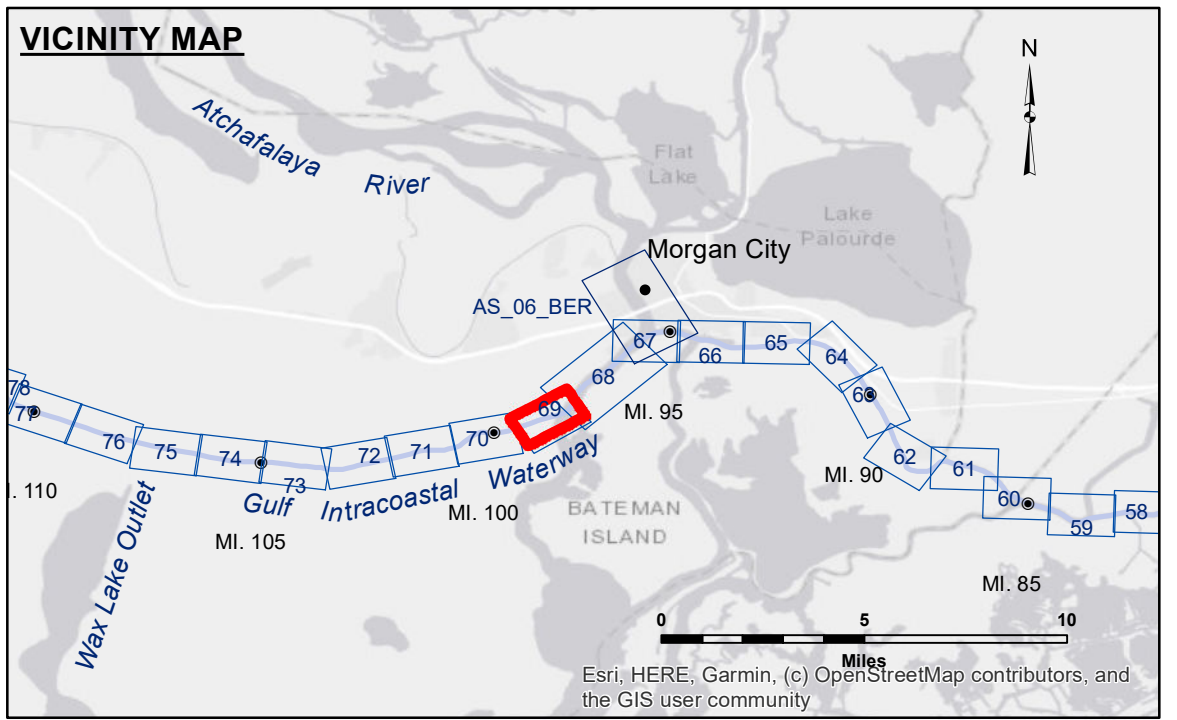 VICINITY MAP
N
Atchafalaya
River
Flat
Lake
Lake
Palourde
Morgan City
AS_06_BER
67
66
65
64
63
68
69
MI. 95
78
77
76
75
74
73
72
71
70
62
61
60
59
58
Waterway
MI. 90
I. 110
Gulf
Intracoastal
MI. 100
BATEMAN
ISLAND
Wax Lake Outlet
MI. 105
MI. 85
0
5
10
Miles
Esri, HERE, Garmin, (c) OpenStreetMap contributors, and
the GIS user community